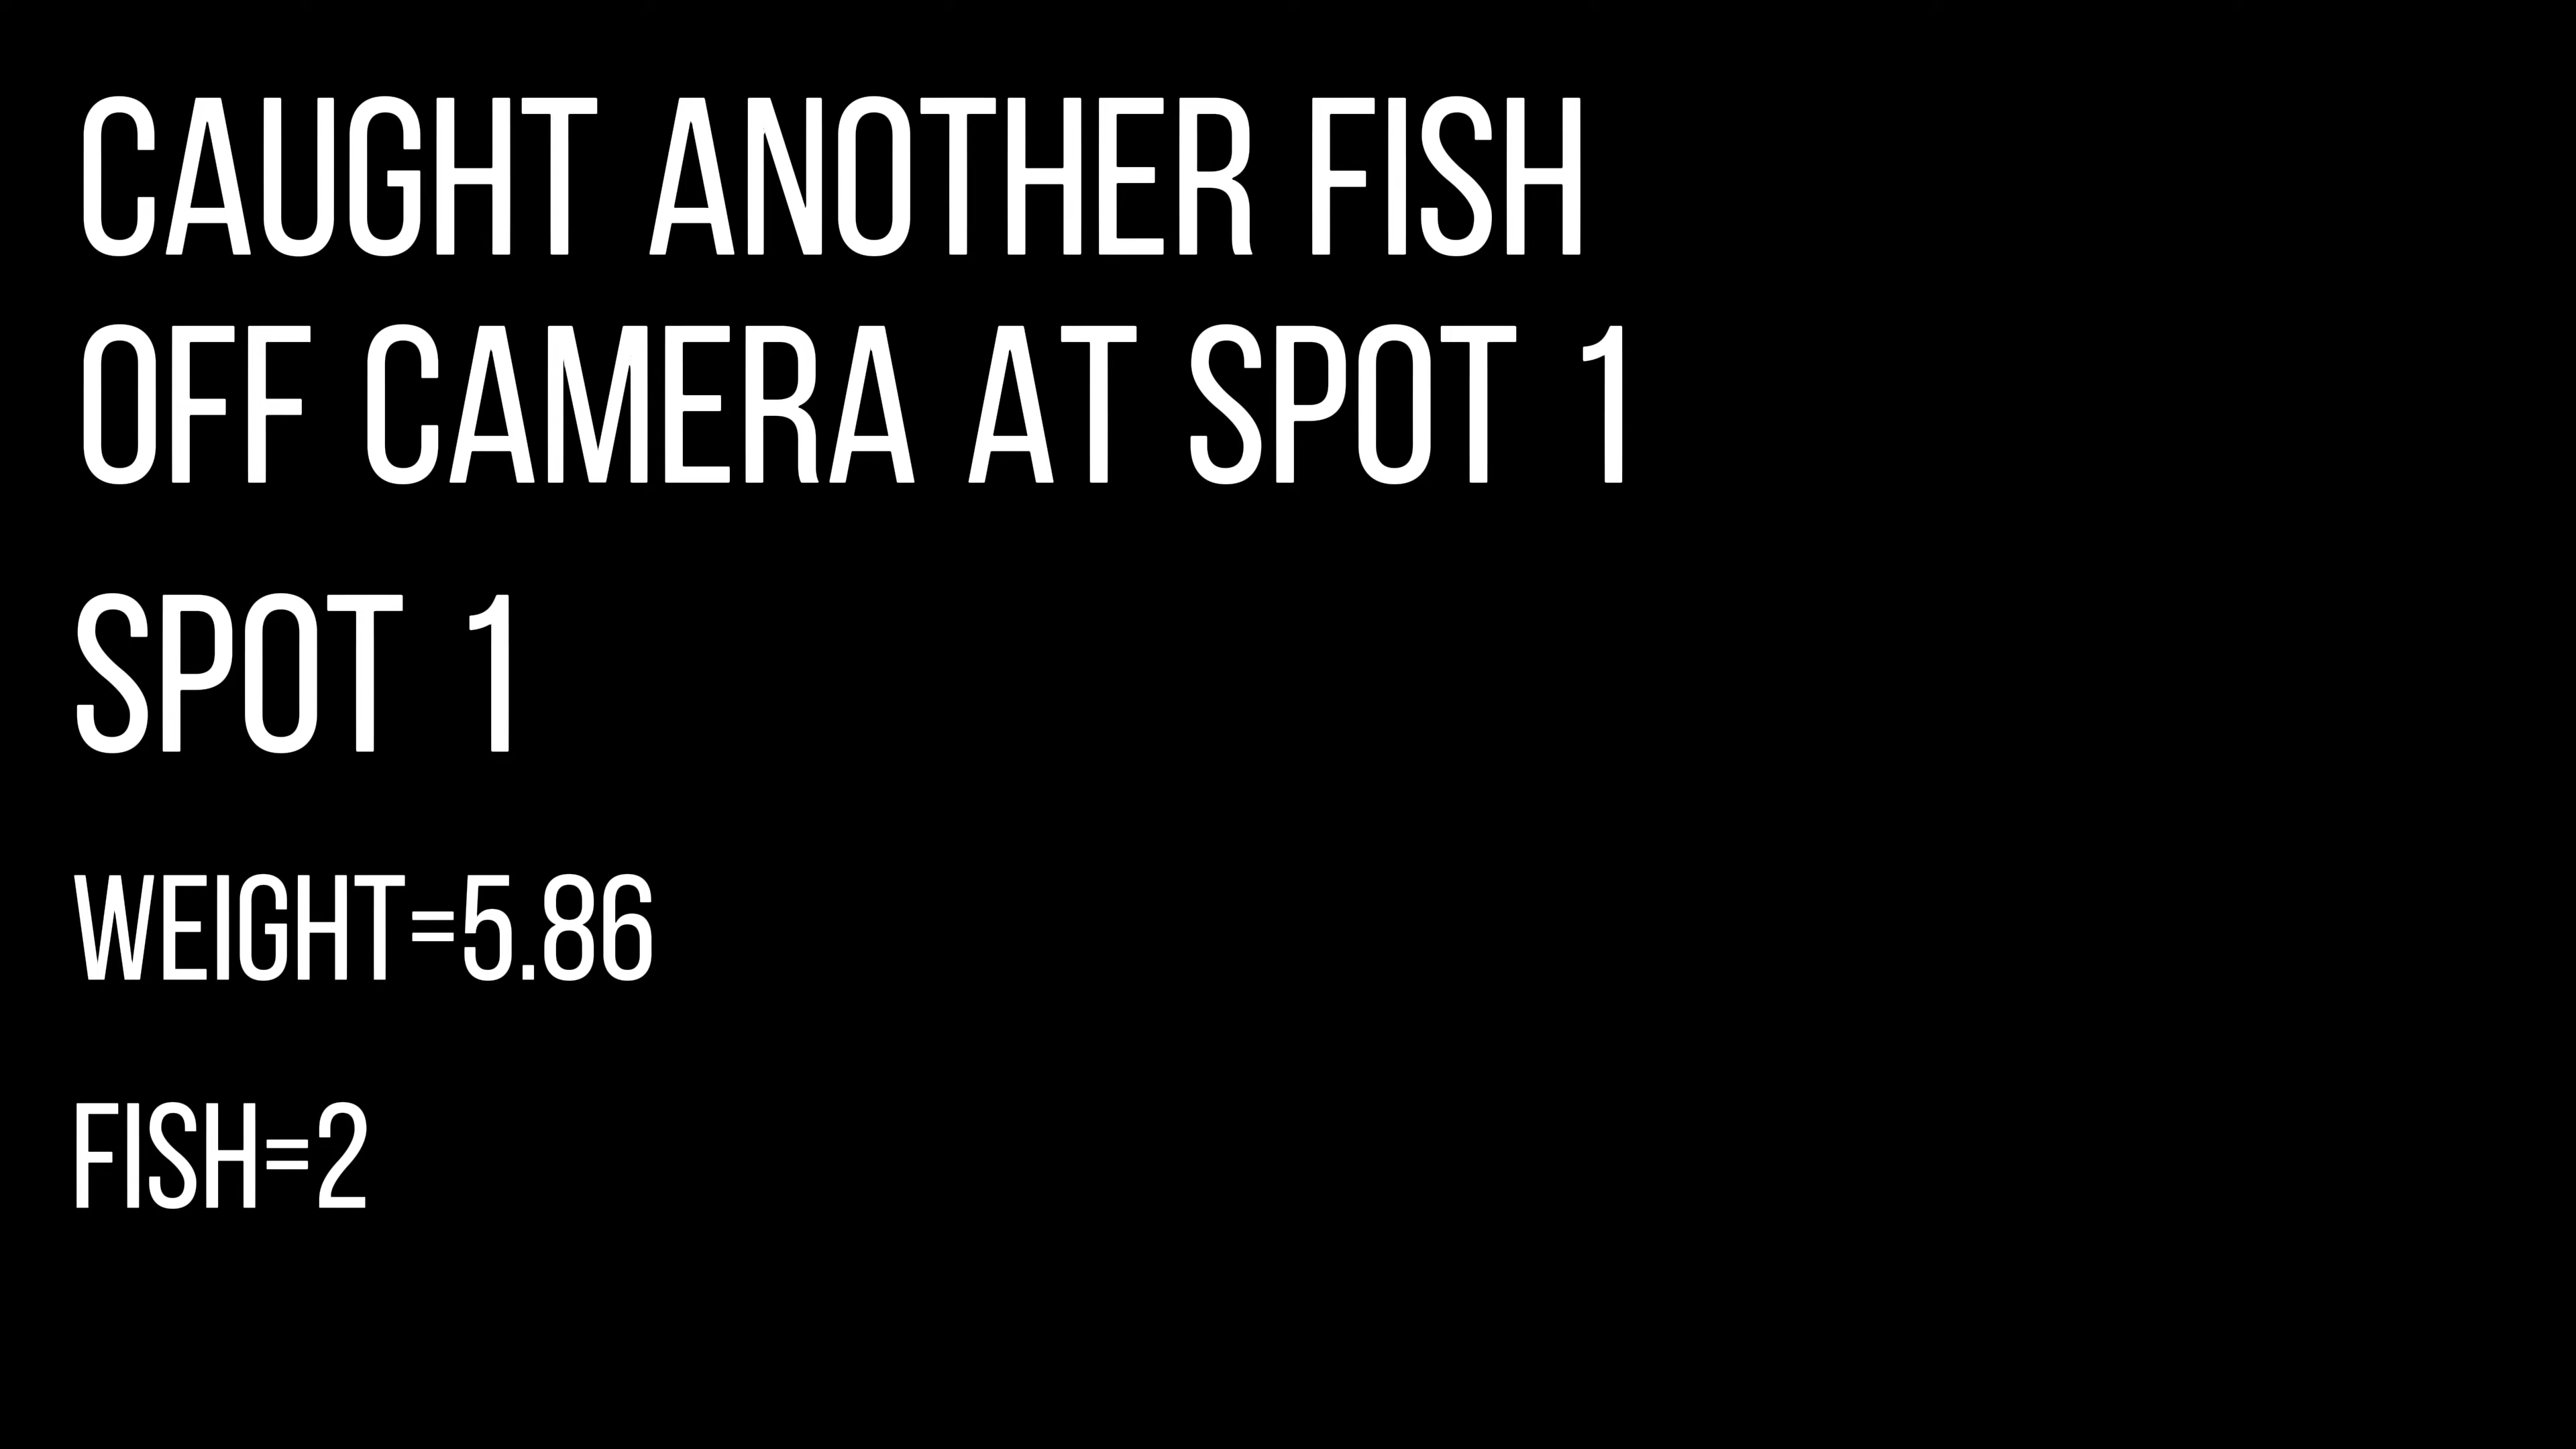 CAUGHT ANOTHER FISH
OFF CAMERA AT SPOT 1
SPOT 1
WEIGHT=5.86
FISH=2